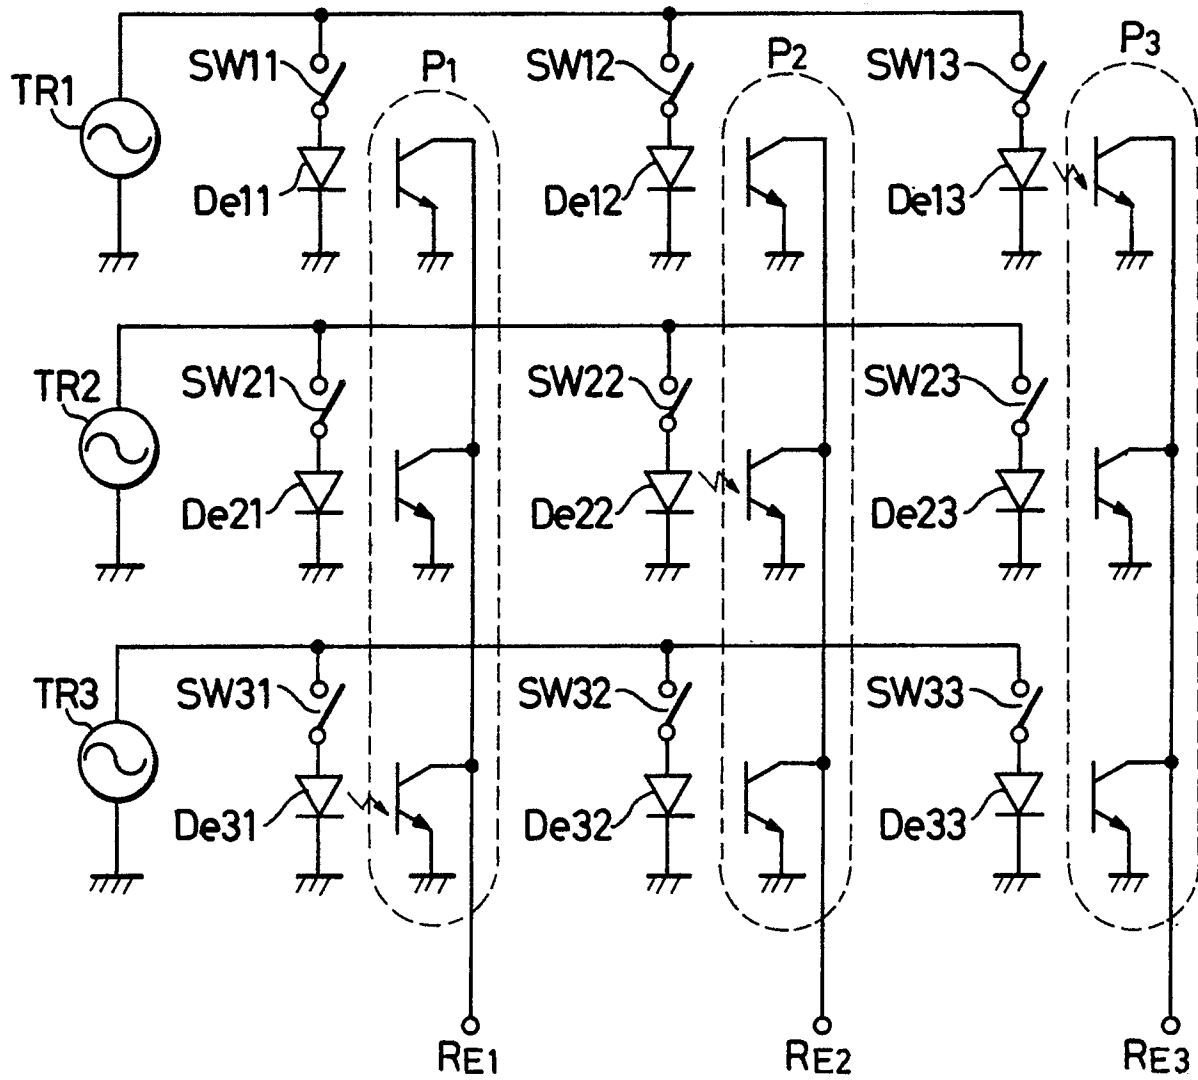 P1 P2 P3
SW11 SW12 SW13
TR1
De11 De12 De13
SW21 SW22 SW23
TR2
De21 De22 De23
SW31 SW32 SW33
TR3
De31 De32 De33
RE1 RE2 RE3